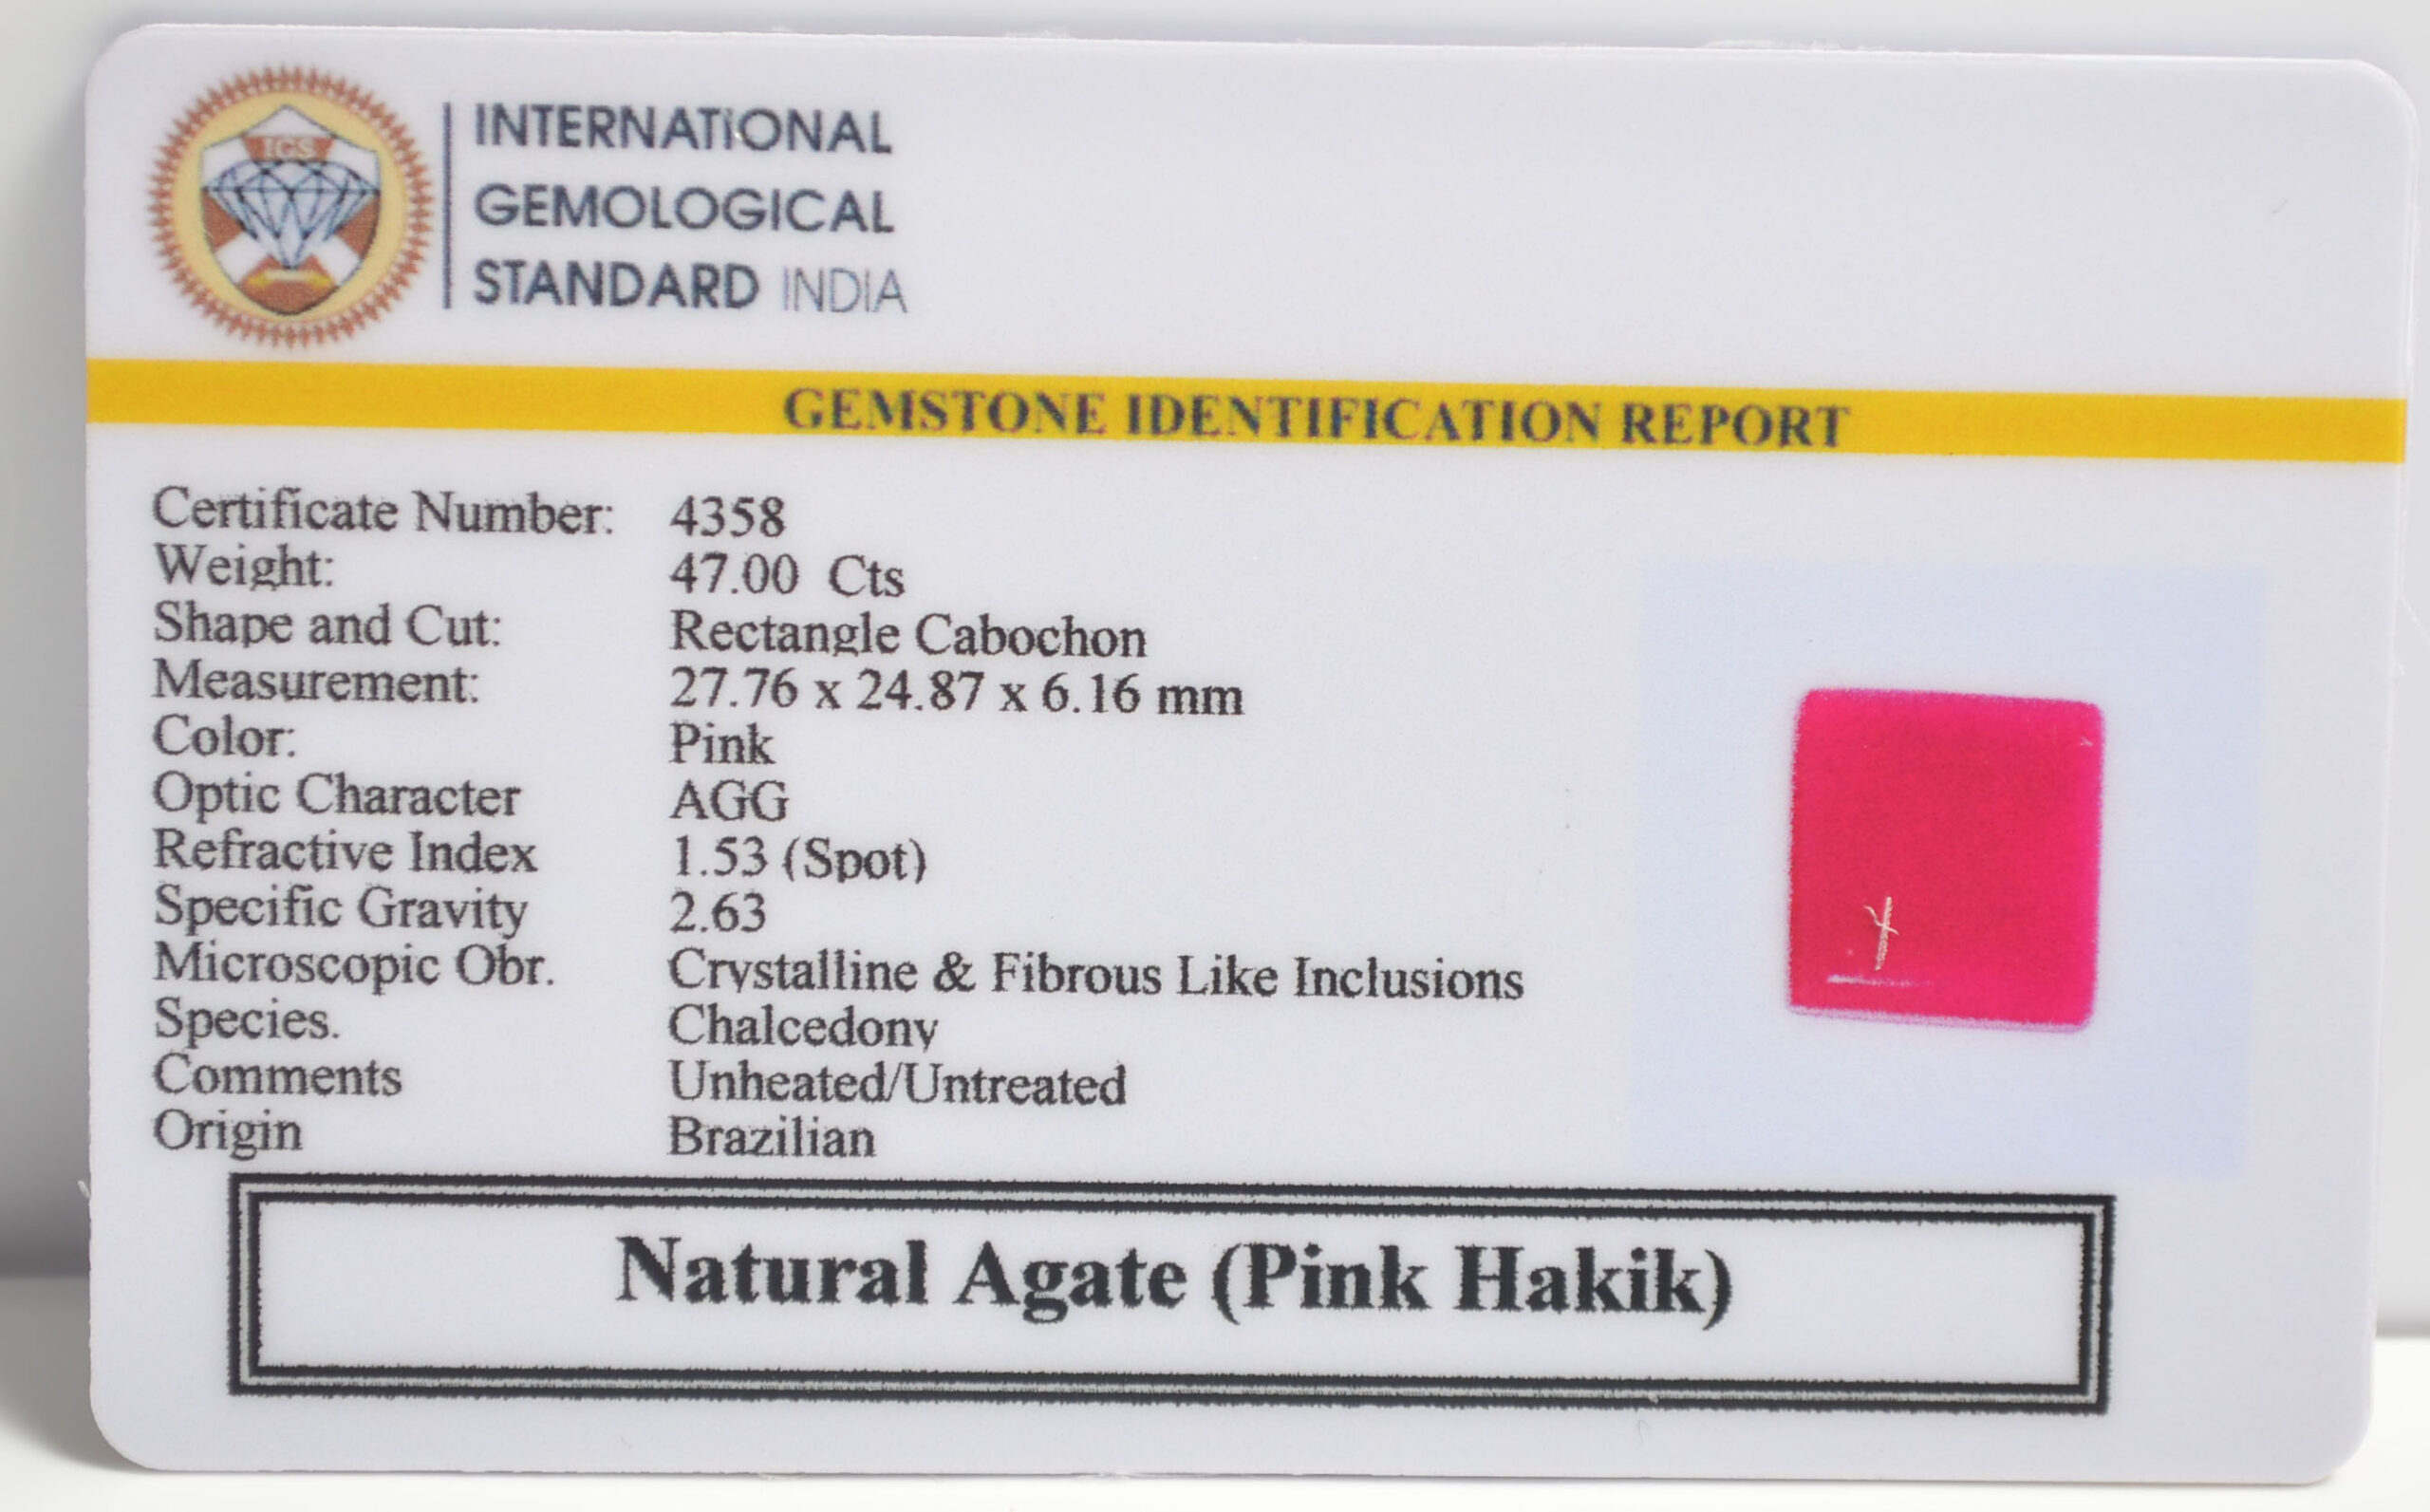 IGS
INTERNATIONAL
GEMOLOGICAL
STANDARD INDIA
GEMSTONE IDENTIFICATION REPORT
Certificate Number: 4358
Weight: 47.00 Cts
Shape and Cut: Rectangle Cabochon
Measurement: 27.76 x 24.87 x 6.16 mm
Color: Pink
Optic Character AGG
Refractive Index 1.53 (Spot)
Specific Gravity 2.63
Microscopic Obr. Crystalline & Fibrous Like Inclusions
Species. Chalcedony
Comments Unheated/Untreated
Origin Brazilian
Natural Agate (Pink Hakik)